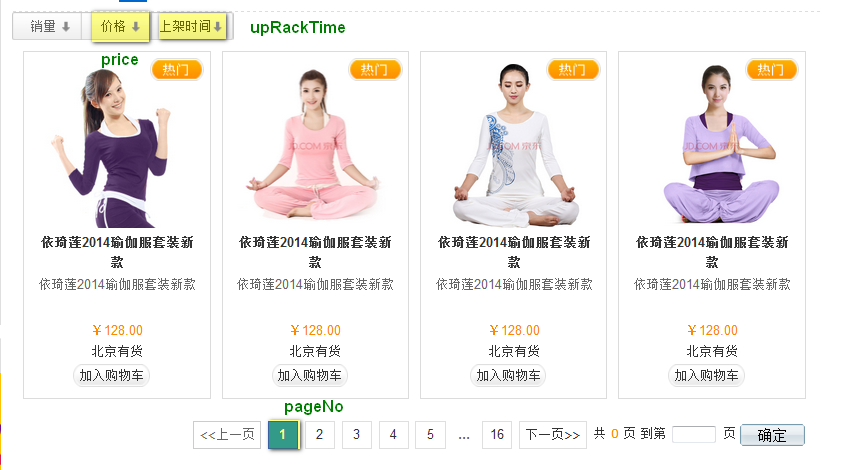 销量 价格 上架时间 upRackTime
price
热门 热门 热门 热门
JD.COM 京东 JD.COM 京东 JD.COM 京东
依琦莲2014瑜伽服套装新 依琦莲2014瑜伽服套装新 依琦莲2014瑜伽服套装新 依琦莲2014瑜伽服套装新
款 款 款 款
依琦莲2014瑜伽服套装新款 依琦莲2014瑜伽服套装新款 依琦莲2014瑜伽服套装新款 依琦莲2014瑜伽服套装新款
￥128.00 ￥128.00 ￥128.00 ￥128.00
北京有货 北京有货 北京有货 北京有货
加入购物车 加入购物车 加入购物车 加入购物车
pageNo
<<上一页 1 2 3 4 5 ... 16 下一页>> 共 0 页 到第 页 确定